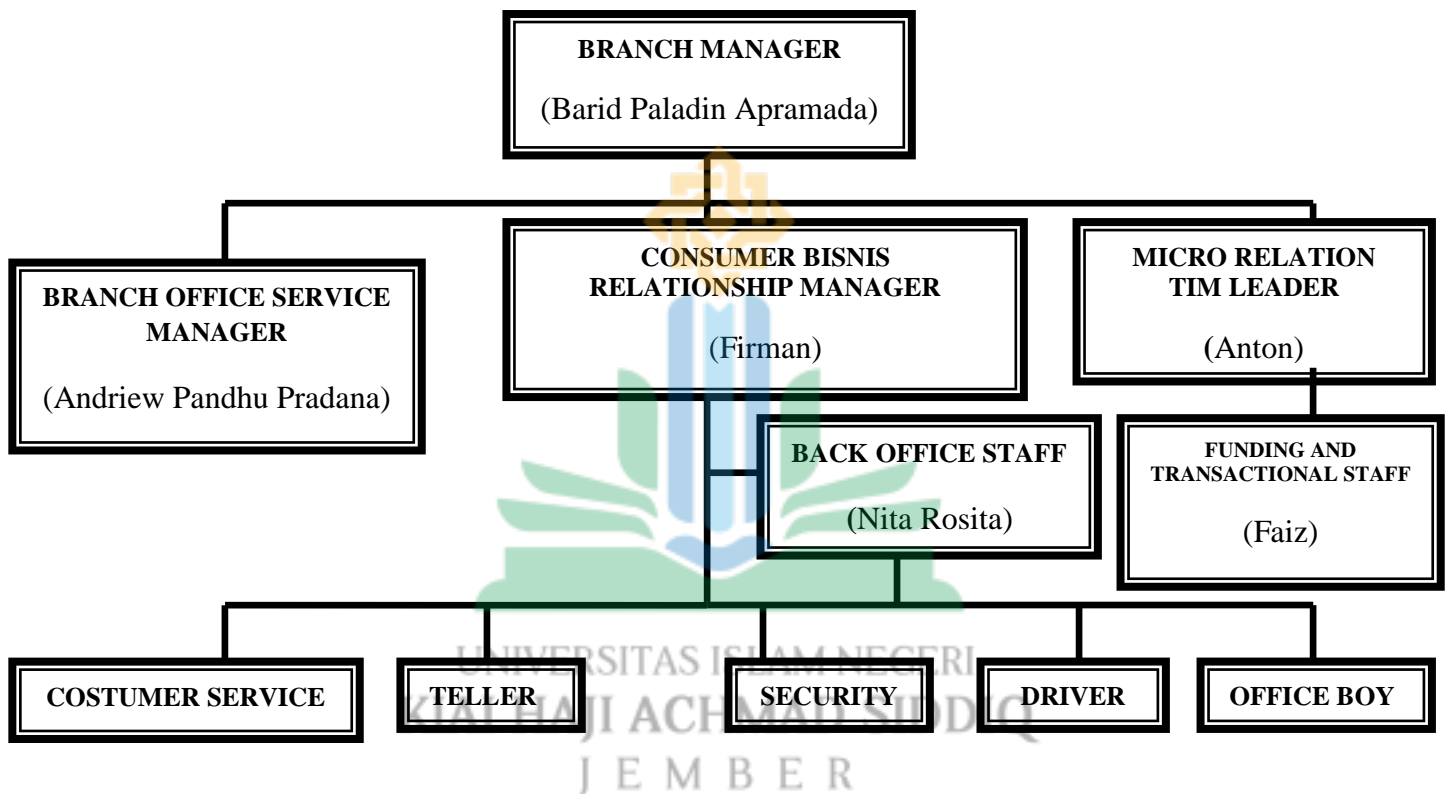 BRANCH MANAGER
(Barid Paladin Apramada)
BRANCH OFFICE SERVICE
MANAGER
(Andriew Pandhu Pradana)
CONSUMER BISNIS
RELATIONSHIP MANAGER
(Firman)
MICRO RELATION
TIM LEADER
(Anton)
BACK OFFICE STAFF
(Nita Rosita)
FUNDING AND
TRANSACTIONAL STAFF
(Faiz)
COSTUMER SERVICE
TELLER
SECURITY
DRIVER
OFFICE BOY
UNIVERSITAS ISLAM NEGERI
KIAI HAJI ACHMAD SIDDIQ
JEMBER